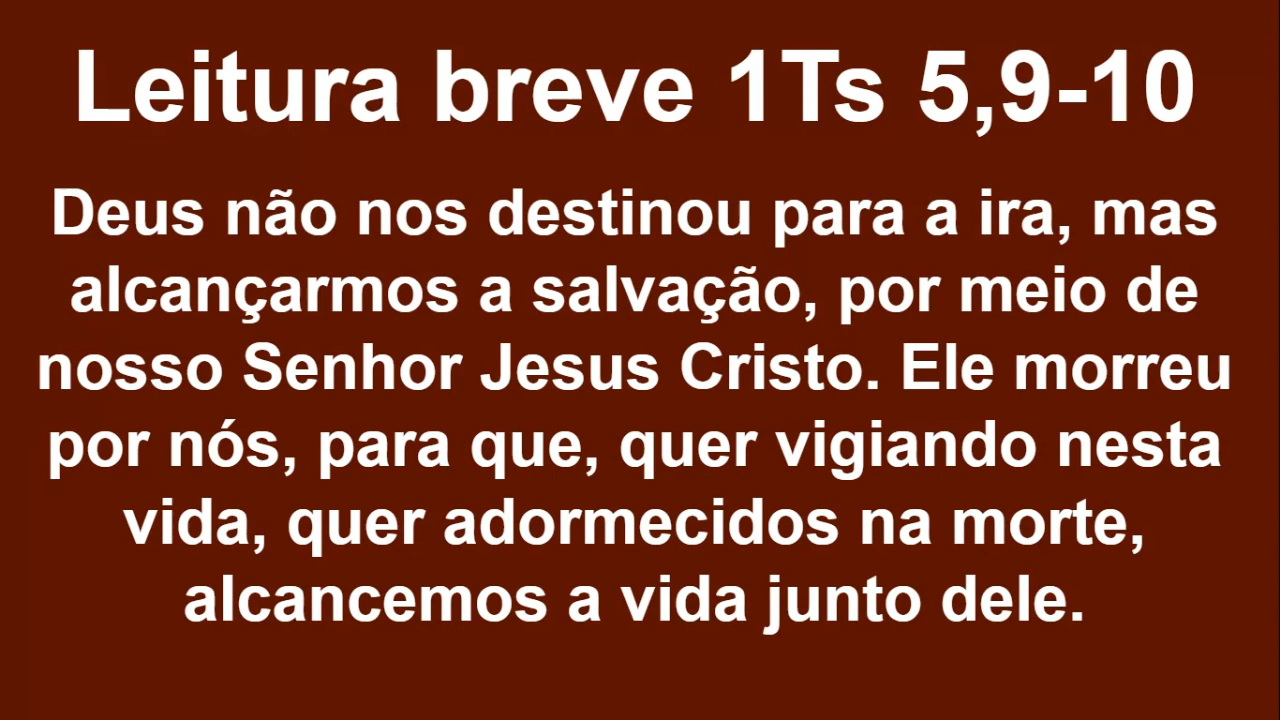 Leitura breve 1Ts 5,9-10
Deus não nos destinou para a ira, mas
alcançarmos a salvação, por meio de
nosso Senhor Jesus Cristo. Ele morreu
por nós, para que, quer vigiando nesta
vida, quer adormecidos na morte,
alcancemos a vida junto dele.